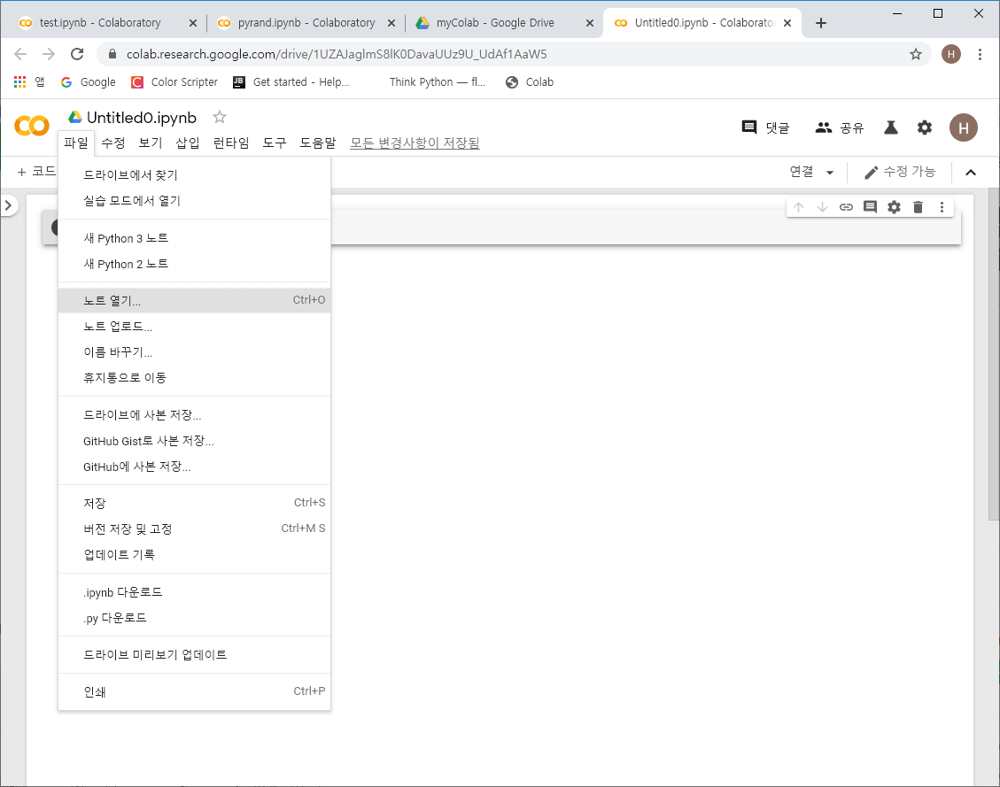 test.ipynb - Colaboratory
pyrand.ipynb - Colaboratory
myColab - Google Drive
Untitled0.ipynb - Colaborator
colab.research.google.com/drive/1UZAJaglmS8lK0DavaUUz9U_UdAf1AaW5
H
앱
Google
Color Scripter
Get started - Help...
Think Python — fl...
Colab
Untitled0.ipynb
댓글
공유
H
파일 수정 보기 삽입 런타임 도구 도움말 모든 변경사항이 저장됨
+ 코드
연결
수정 가능
드라이브에서 찾기
실습 모드에서 열기
새 Python 3 노트
새 Python 2 노트
노트 열기... Ctrl+O
노트 업로드...
이름 바꾸기...
휴지통으로 이동
드라이브에 사본 저장...
GitHub Gist로 사본 저장...
GitHub에 사본 저장...
저장 Ctrl+S
버전 저장 및 고정 Ctrl+M S
업데이트 기록
.ipynb 다운로드
.py 다운로드
드라이브 미리보기 업데이트
인쇄 Ctrl+P